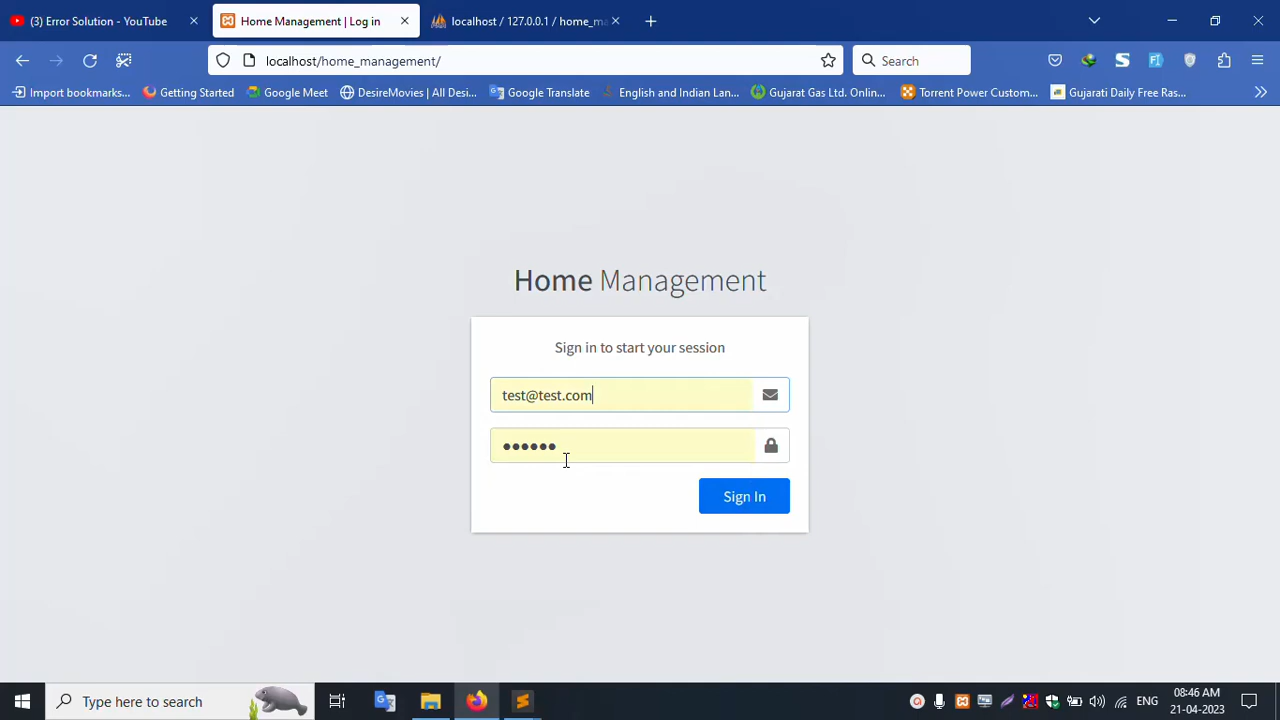 (3) Error Solution - YouTube
Home Management | Log in
localhost / 127.0.0.1 / home_ma
localhost/home_management/
Search
Import bookmarks...
Getting Started
Google Meet
DesireMovies | All Desi...
Google Translate
English and Indian Lan...
Gujarat Gas Ltd. Onlin...
Torrent Power Custom...
Gujarati Daily Free Ras...
Home Management
Sign in to start your session
test@test.com
Sign In
Type here to search
ENG
08:46 AM
21-04-2023